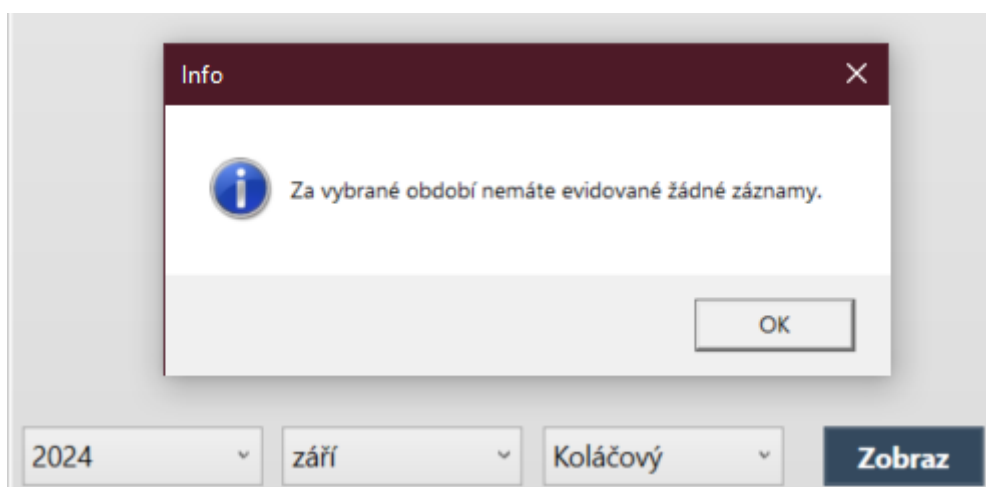 Info
Za vybrané období nemáte evidované žádné záznamy.
OK
2024 září Koláčový Zobraz